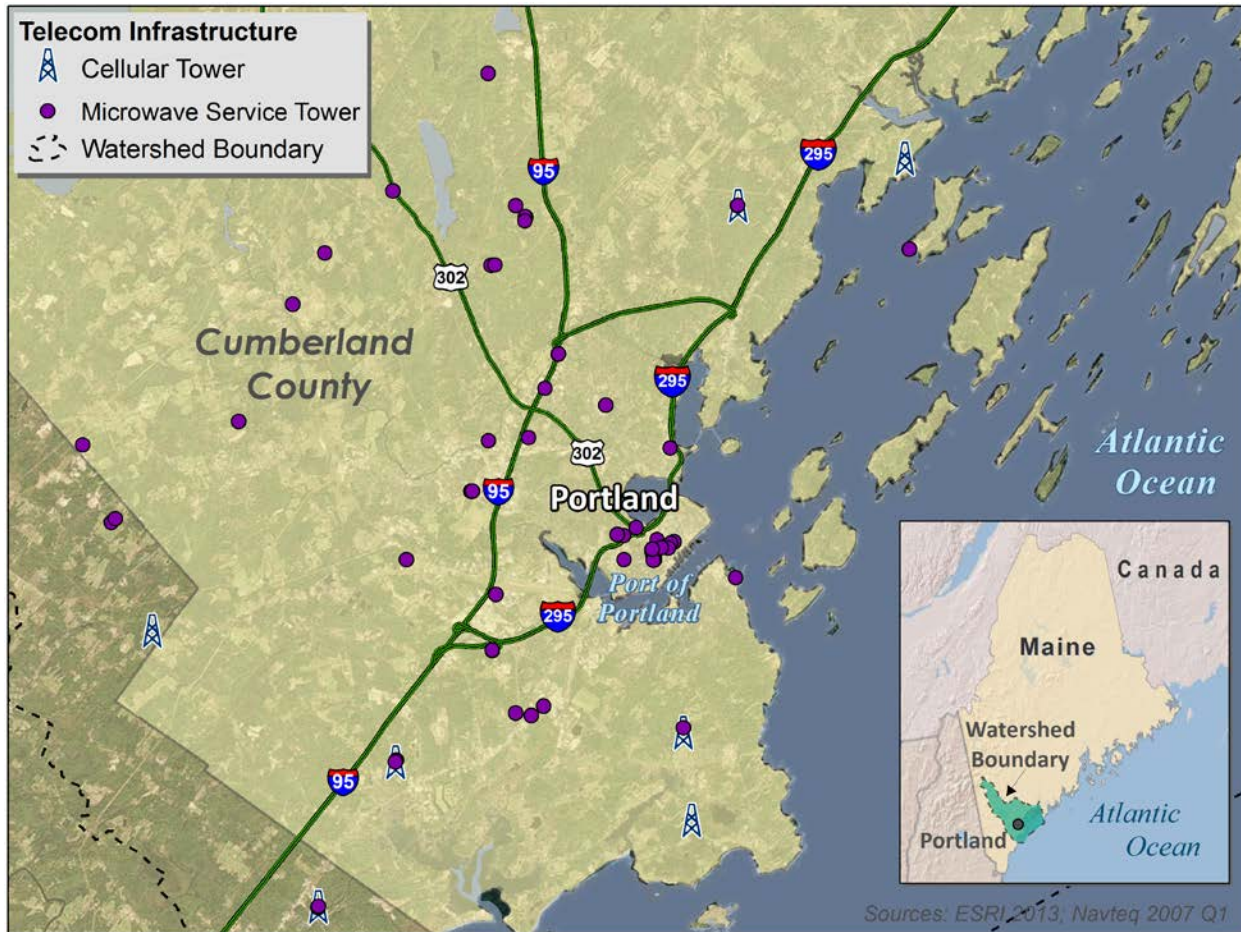 Telecom Infrastructure
Cellular Tower
Microwave Service Tower
Watershed Boundary
95
295
302
Cumberland
County
295
302
95
Portland
Atlantic
Ocean
Port of
Portland
295
95
Canada
Maine
Watershed
Boundary
Portland
Atlantic
Ocean
Sources: ESRI 2013; Navteq 2007 Q1